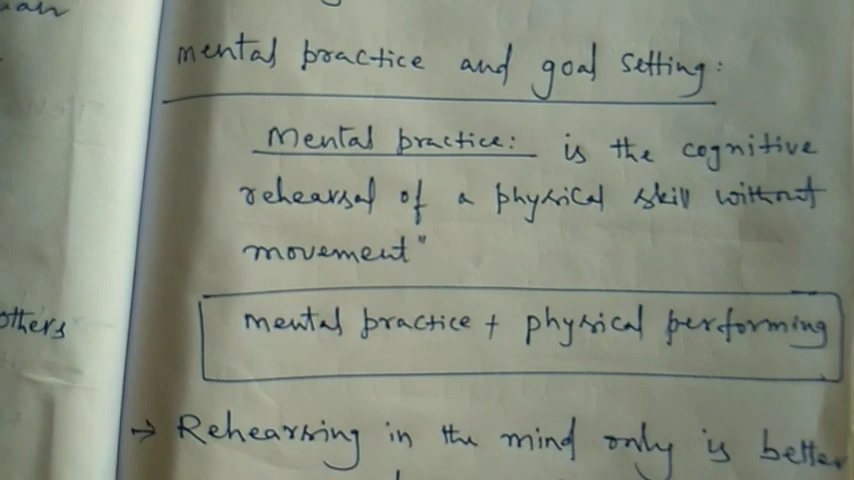 mental practice and goal setting:
Mental practice: is the cognitive
rehearsal of a physical skill without
movement"
others
mental practice + physical performing
→ Rehearsing in the mind only is better